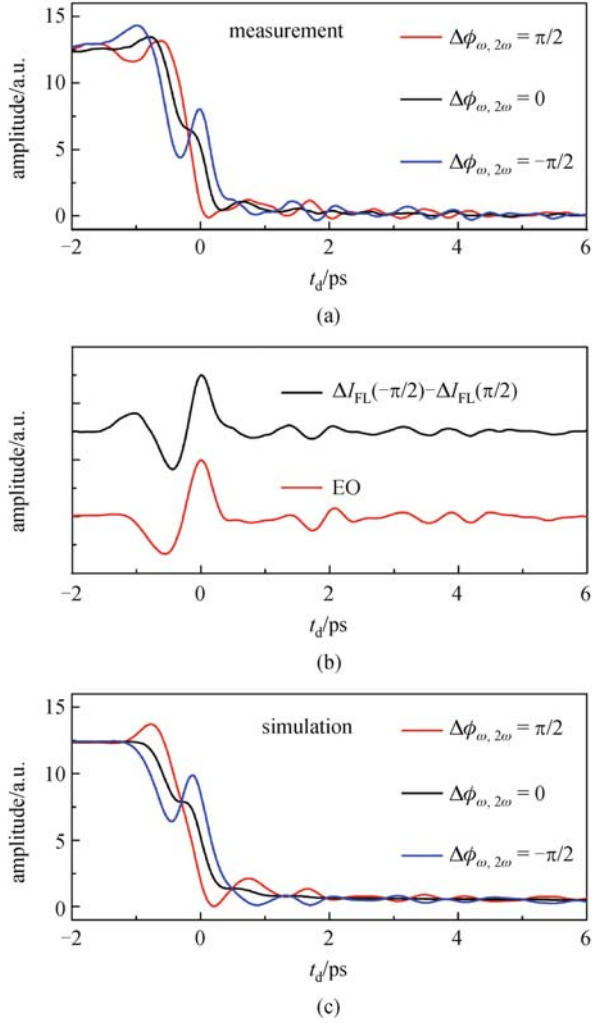 15
10
5
0
amplitude/a.u.
measurement
Δϕω, 2ω = π/2
Δϕω, 2ω = 0
Δϕω, 2ω = −π/2
−2 0 2 4 6
td/ps
(a)
amplitude/a.u.
ΔIFL(−π/2)−ΔIFL(π/2)
EO
−2 0 2 4 6
td/ps
(b)
15
10
5
0
amplitude/a.u.
simulation
Δϕω, 2ω = π/2
Δϕω, 2ω = 0
Δϕω, 2ω = −π/2
−2 0 2 4 6
td/ps
(c)